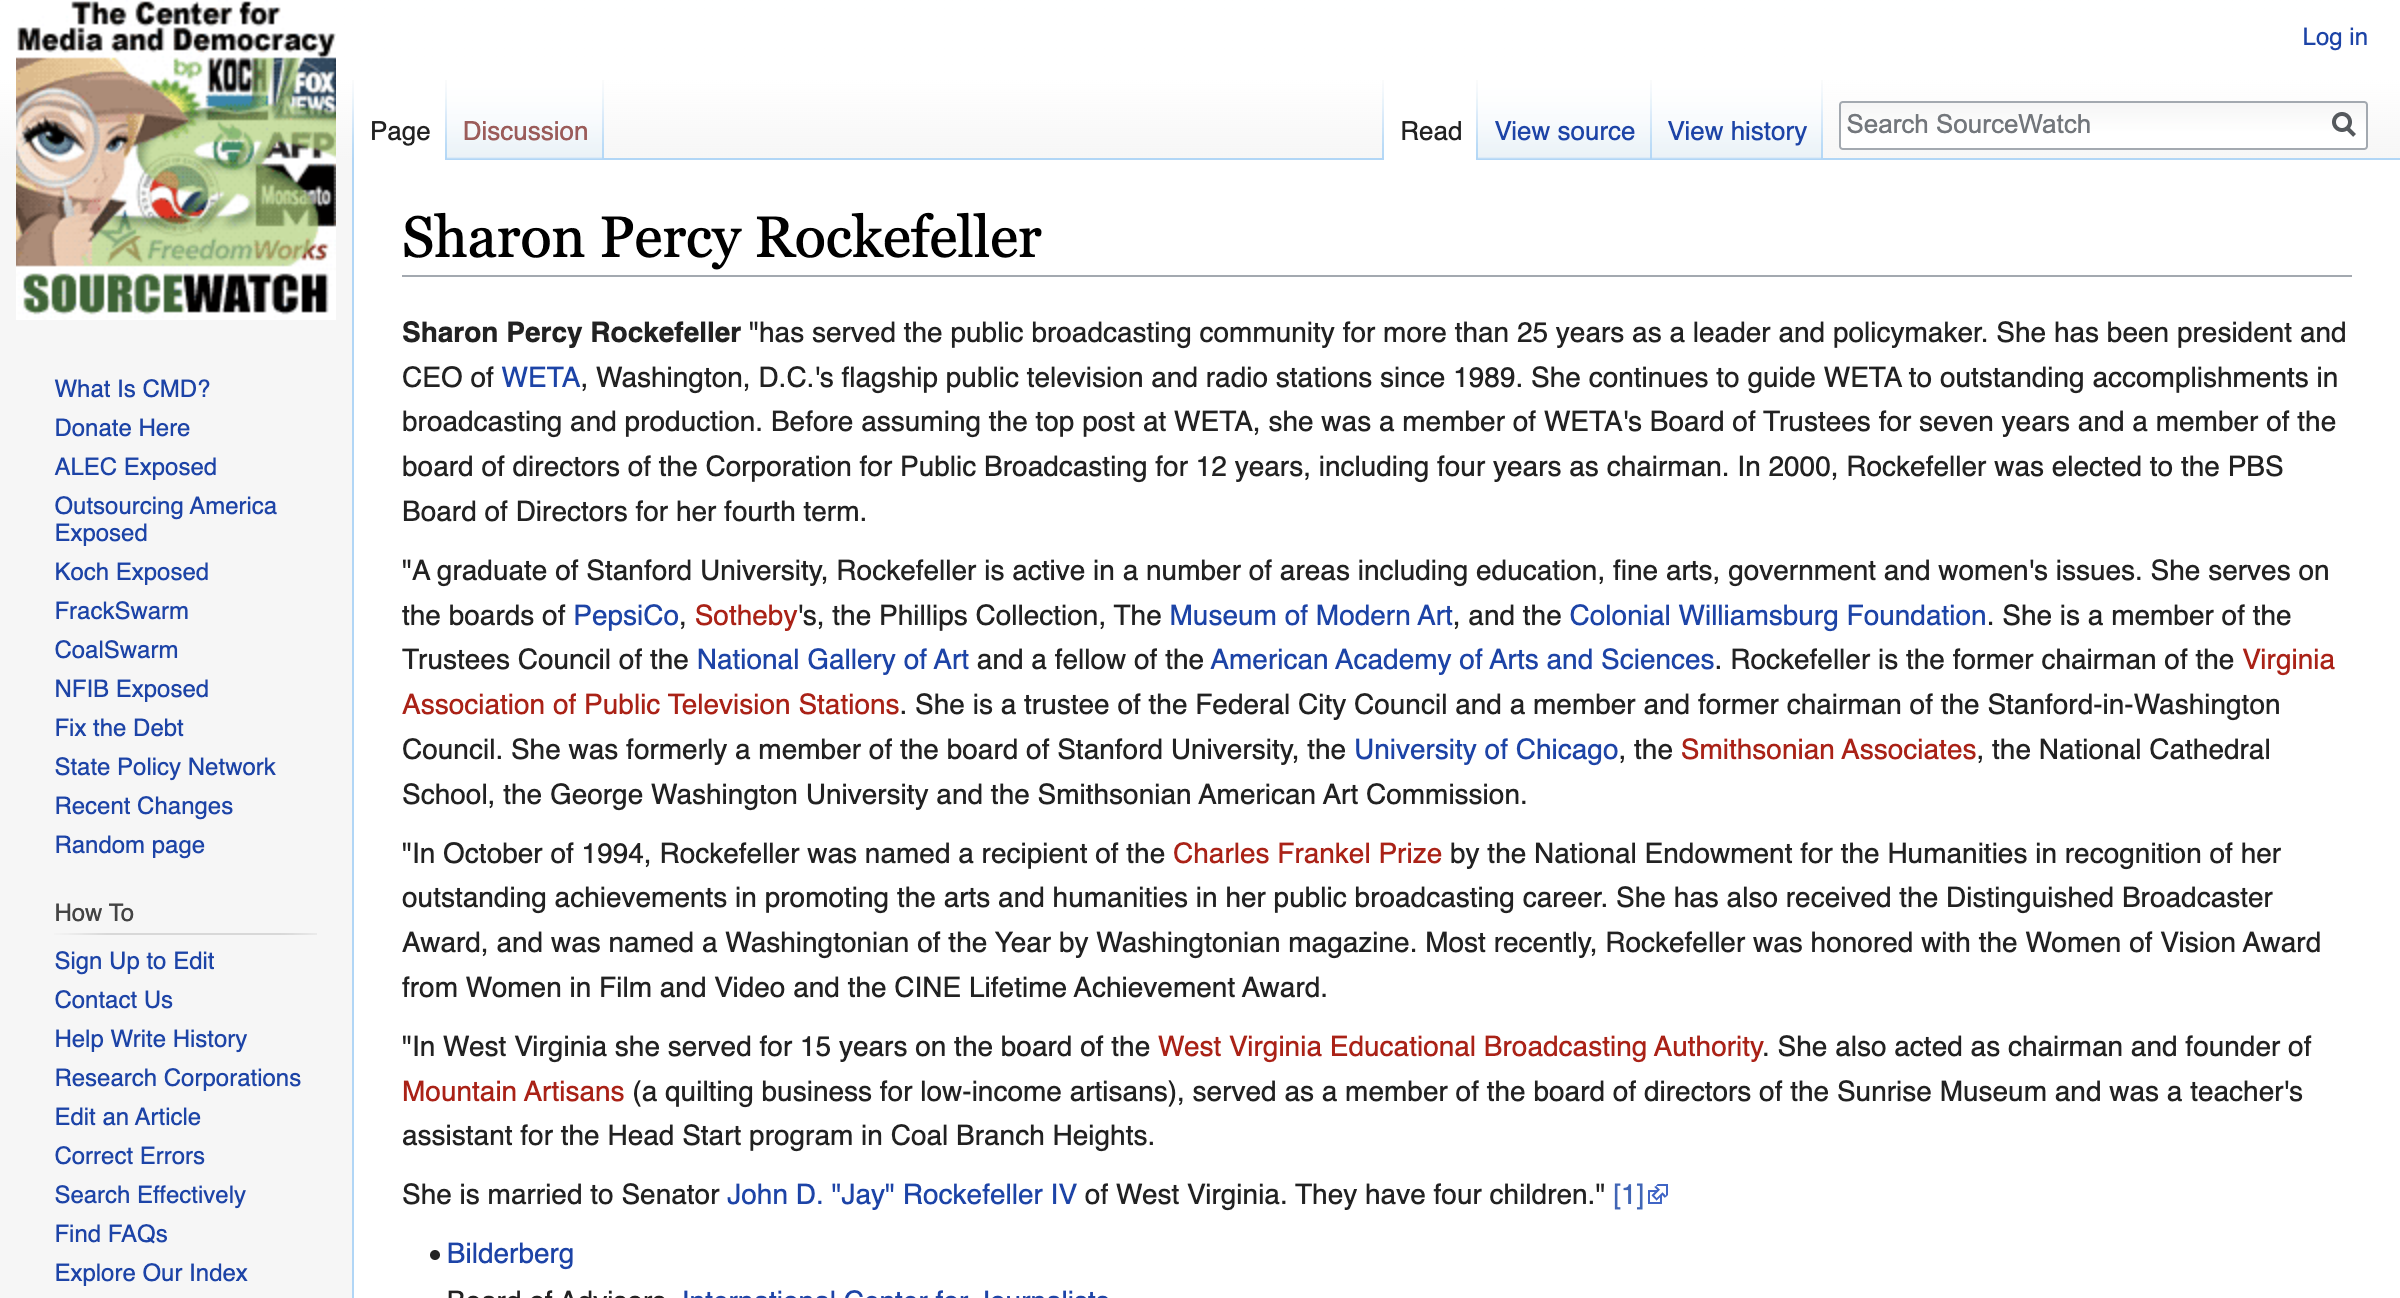 The Center for
Media and Democracy
bp KOCH FOX
NEWS
AFP
Monsanto
FreedomWorks
SOURCEWATCH
Log in
Page
Discussion
Read
View source
View history
Search SourceWatch
What Is CMD?
Donate Here
ALEC Exposed
Outsourcing America
Exposed
Koch Exposed
FrackSwarm
CoalSwarm
NFIB Exposed
Fix the Debt
State Policy Network
Recent Changes
Random page
How To
Sign Up to Edit
Contact Us
Help Write History
Research Corporations
Edit an Article
Correct Errors
Search Effectively
Find FAQs
Explore Our Index
Sharon Percy Rockefeller
Sharon Percy Rockefeller "has served the public broadcasting community for more than 25 years as a leader and policymaker. She has been president and
CEO of WETA, Washington, D.C.'s flagship public television and radio stations since 1989. She continues to guide WETA to outstanding accomplishments in
broadcasting and production. Before assuming the top post at WETA, she was a member of WETA's Board of Trustees for seven years and a member of the
board of directors of the Corporation for Public Broadcasting for 12 years, including four years as chairman. In 2000, Rockefeller was elected to the PBS
Board of Directors for her fourth term.
"A graduate of Stanford University, Rockefeller is active in a number of areas including education, fine arts, government and women's issues. She serves on
the boards of PepsiCo, Sotheby's, the Phillips Collection, The Museum of Modern Art, and the Colonial Williamsburg Foundation. She is a member of the
Trustees Council of the National Gallery of Art and a fellow of the American Academy of Arts and Sciences. Rockefeller is the former chairman of the Virginia
Association of Public Television Stations. She is a trustee of the Federal City Council and a member and former chairman of the Stanford-in-Washington
Council. She was formerly a member of the board of Stanford University, the University of Chicago, the Smithsonian Associates, the National Cathedral
School, the George Washington University and the Smithsonian American Art Commission.
"In October of 1994, Rockefeller was named a recipient of the Charles Frankel Prize by the National Endowment for the Humanities in recognition of her
outstanding achievements in promoting the arts and humanities in her public broadcasting career. She has also received the Distinguished Broadcaster
Award, and was named a Washingtonian of the Year by Washingtonian magazine. Most recently, Rockefeller was honored with the Women of Vision Award
from Women in Film and Video and the CINE Lifetime Achievement Award.
"In West Virginia she served for 15 years on the board of the West Virginia Educational Broadcasting Authority. She also acted as chairman and founder of
Mountain Artisans (a quilting business for low-income artisans), served as a member of the board of directors of the Sunrise Museum and was a teacher's
assistant for the Head Start program in Coal Branch Heights.
She is married to Senator John D. "Jay" Rockefeller IV of West Virginia. They have four children." [1]
• Bilderberg
Board of Advisors, International Center for Journalists